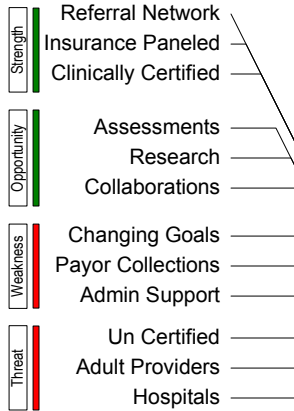 Strength
Referral Network
Insurance Paneled
Clinically Certified
Opportunity
Assessments
Research
Collaborations
Weakness
Changing Goals
Payor Collections
Admin Support
Threat
Un Certified
Adult Providers
Hospitals